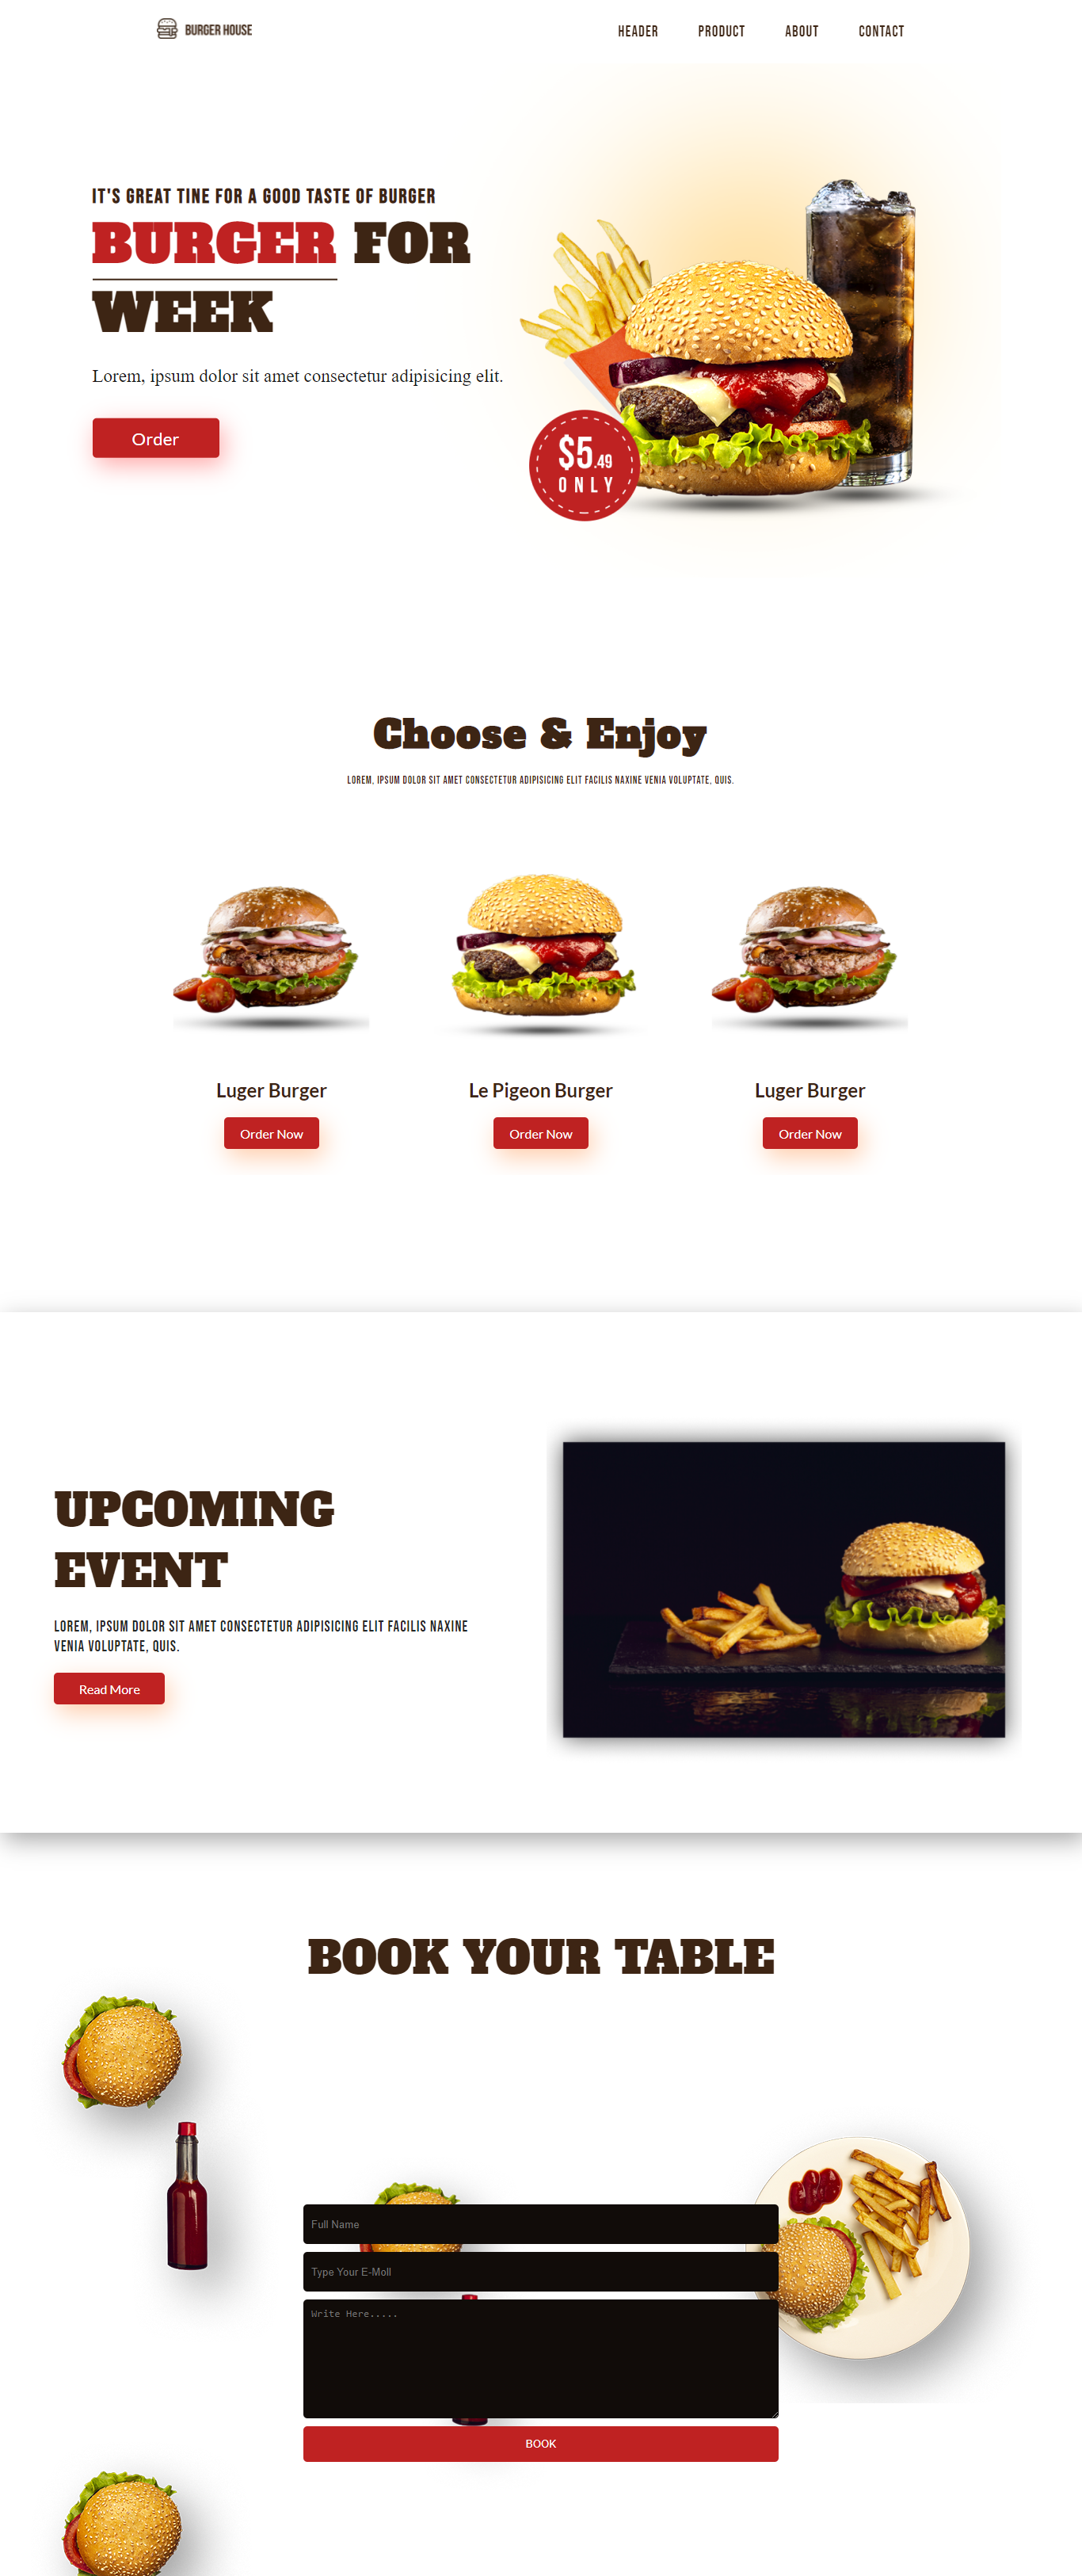 BURGER HOUSE
HEADER PRODUCT ABOUT CONTACT
IT'S GREAT TINE FOR A GOOD TASTE OF BURGER
BURGER FOR
WEEK
Lorem, ipsum dolor sit amet consectetur adipisicing elit.
Order
$5.49
ONLY
Choose & Enjoy
LOREM, IPSUM DOLOR SIT AMET CONSECTETUR ADIPISICING ELIT FACILIS NAXINE VENIA VOLUPTATE, QUIS.
Luger Burger
Order Now
Le Pigeon Burger
Order Now
Luger Burger
Order Now
UPCOMING
EVENT
LOREM, IPSUM DOLOR SIT AMET CONSECTETUR ADIPISICING ELIT FACILIS NAXINE
VENIA VOLUPTATE, QUIS.
Read More
BOOK YOUR TABLE
Full Name
Type Your E-Moll
Write Here.....
BOOK